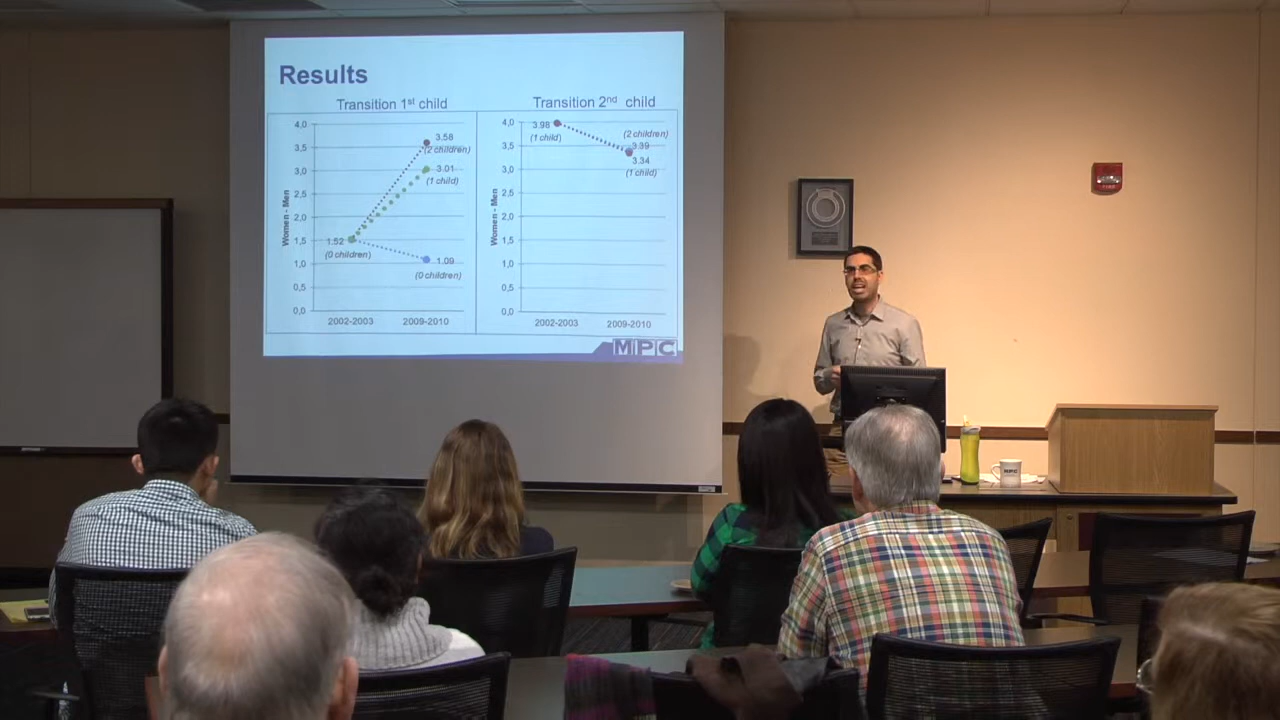 Results
Transition 1st child
4,0
3,5
3,0
2,5
2,0
1,5
1,0
0,5
0,0
Women - Men
3.58
(2 children)
3.01
(1 child)
1.52
(0 children)
1.09
(0 children)
2002-2003
2009-2010
Transition 2nd child
4,0
3,5
3,0
2,5
2,0
1,5
1,0
0,5
0,0
Women - Men
3.98
(1 child)
(2 children)
3.39
3.34
(1 child)
2002-2003
2009-2010
MPC
MPC